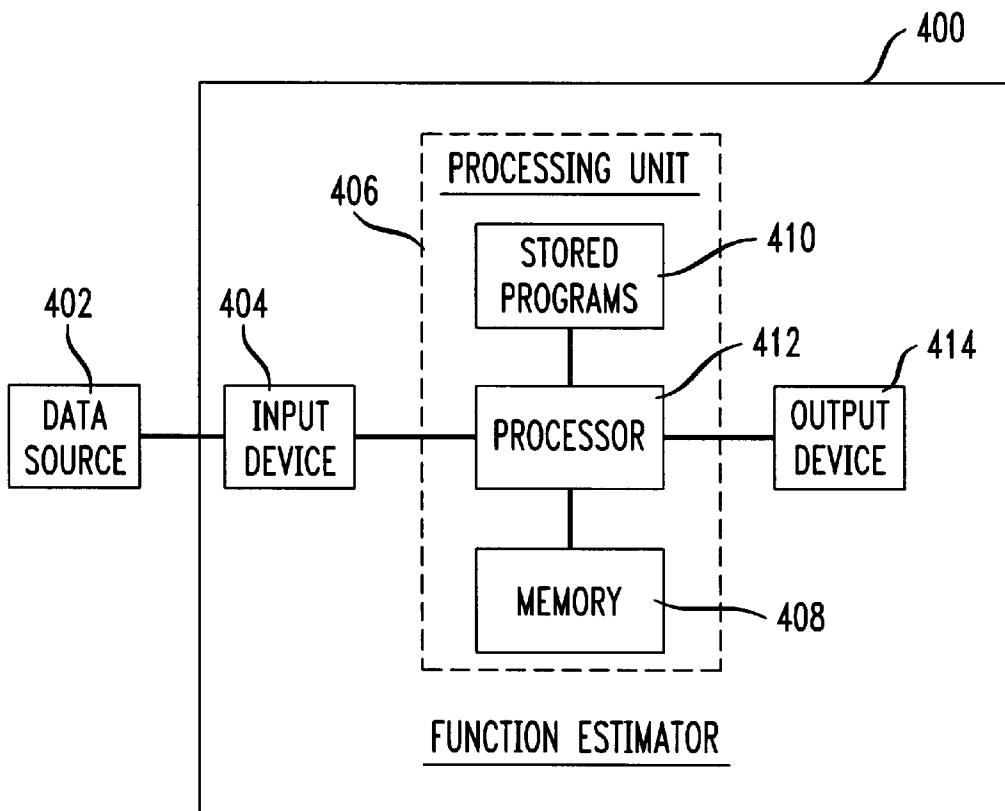 400
PROCESSING UNIT
406
STORED
PROGRAMS
410
402
404
412
414
DATA
SOURCE
INPUT
DEVICE
PROCESSOR
OUTPUT
DEVICE
MEMORY
408
FUNCTION ESTIMATOR